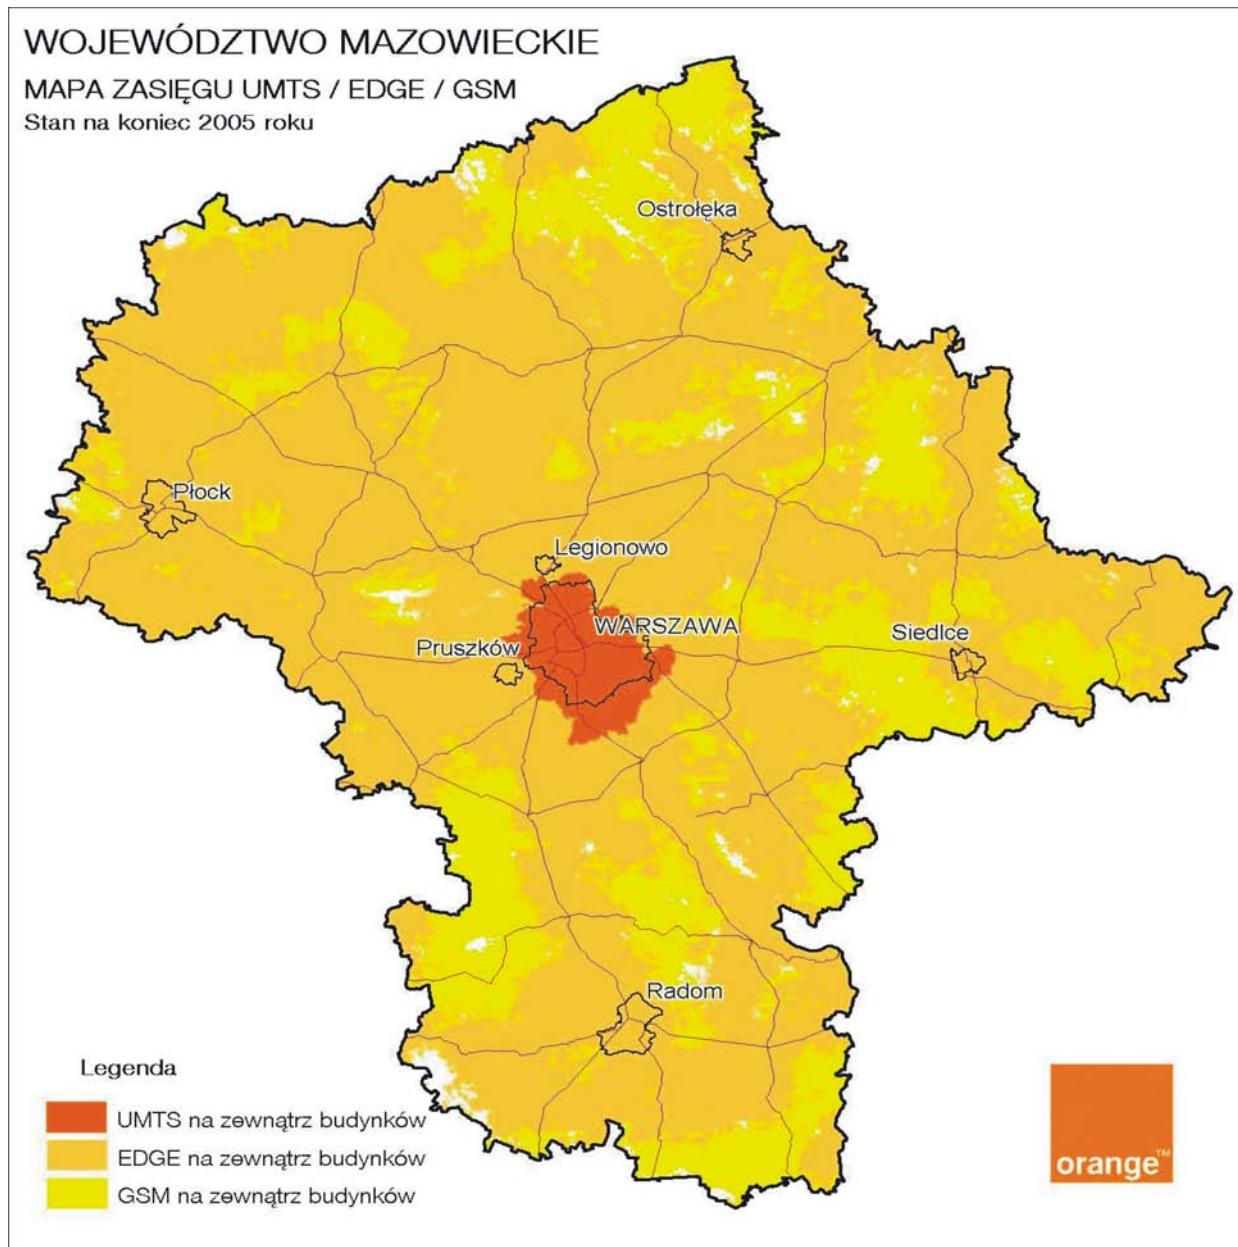 WOJEWÓDZTWO MAZOWIECKIE
MAPA ZASIĘGU UMTS / EDGE / GSM
Stan na koniec 2005 roku
Ostrołęka
Płock
Legionowo
WARSZAWA
Pruszków
Siedlce
Radom
Legenda
UMTS na zewnątrz budynków
EDGE na zewnątrz budynków
GSM na zewnątrz budynków
orange™